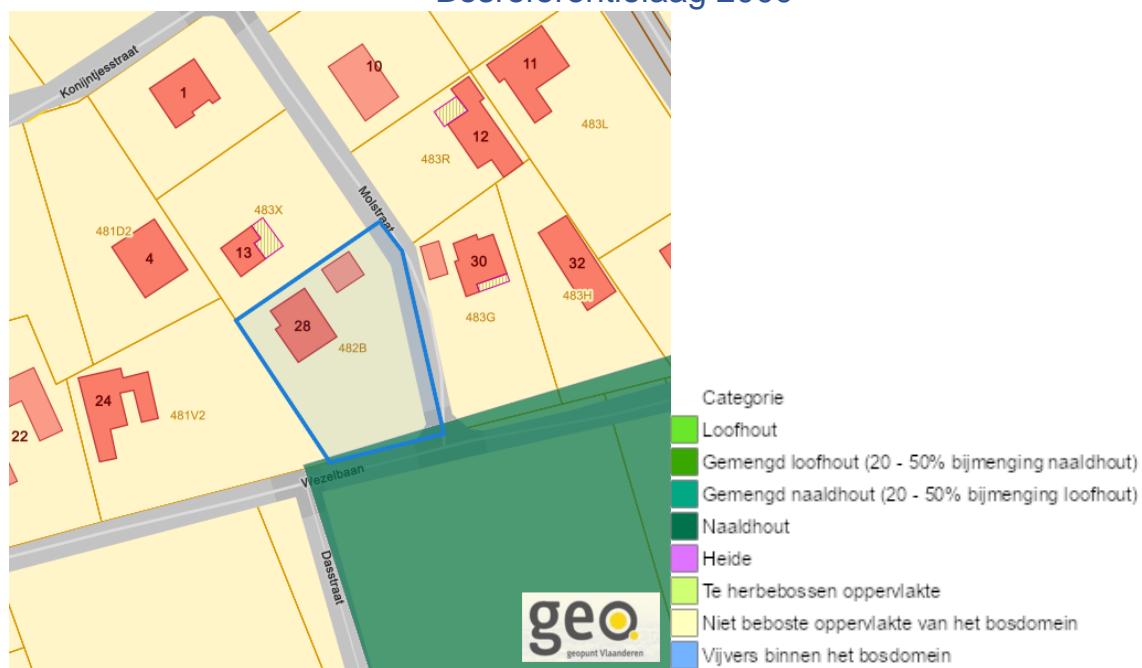 Bosreferentielaag 2000
Konijntjesstraat
1
10
11
12
483L
483R
Molstraat
483X
481D2
4
13
30
32
483H
483G
28
482B
24
481V2
22
Wezelbaan
Dasstraat
geo.
geopunt Vlaanderen
Categorie
Loofhout
Gemengd loofhout (20 - 50% bijmenging naaldhout)
Gemengd naaldhout (20 - 50% bijmenging loofhout)
Naaldhout
Heide
Te herbebossen oppervlakte
Niet beboste oppervlakte van het bosdomein
Vijvers binnen het bosdomein